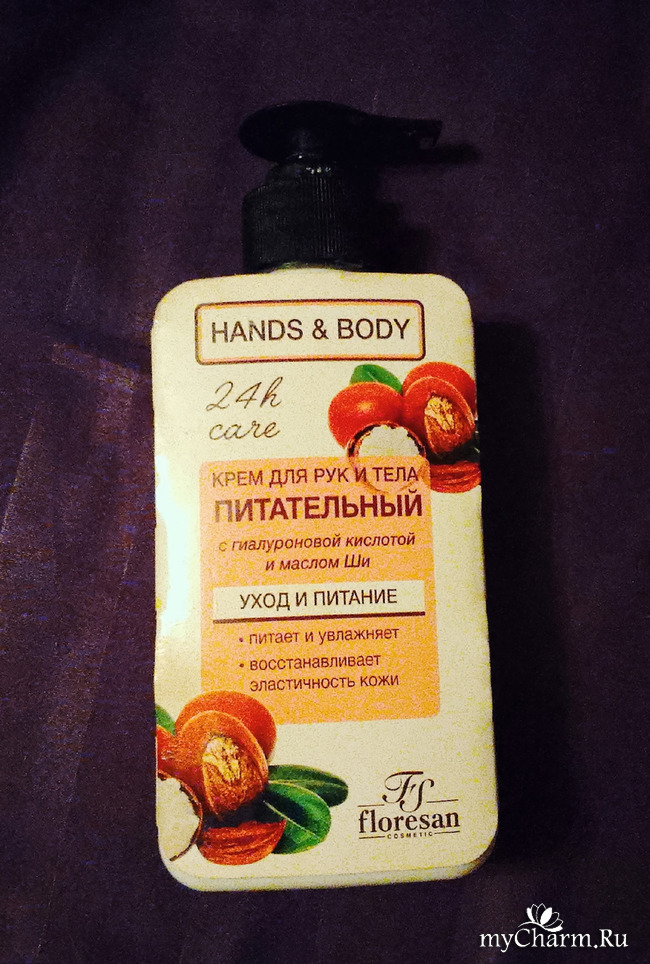 HANDS & BODY
24h
care
КРЕМ ДЛЯ РУК И ТЕЛА
ПИТАТЕЛЬНЫЙ
с гиалуроновой кислотой
и маслом Ши
УХОД И ПИТАНИЕ
• питает и увлажняет
• восстанавливает
эластичность кожи
FS
floresan
COSMETIC
myCharm.Ru